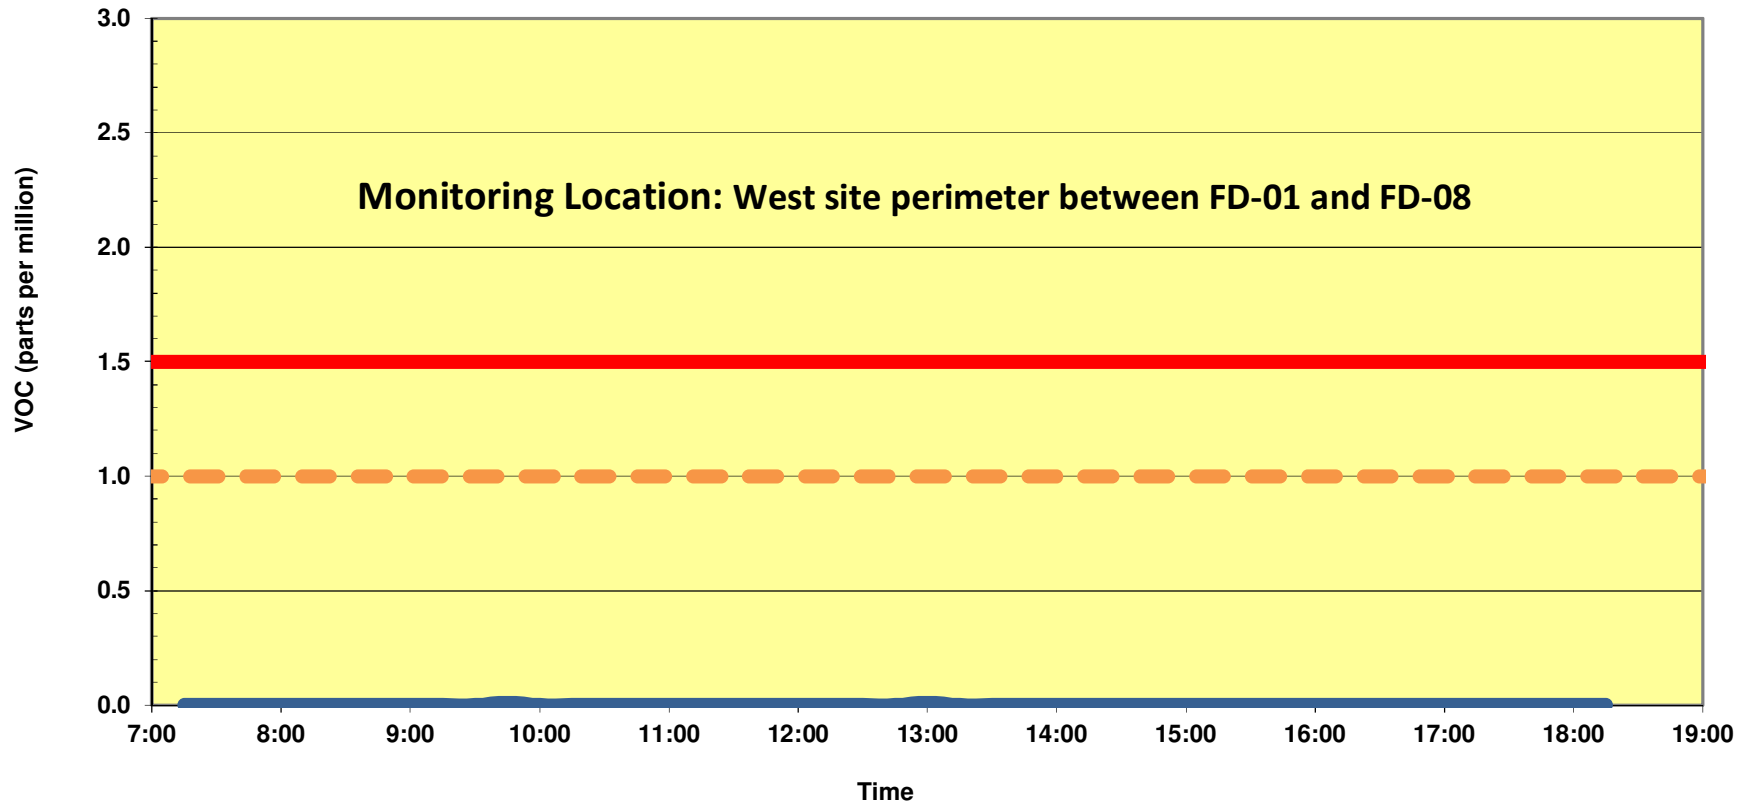 3.0
2.5
Monitoring Location: West site perimeter between FD-01 and FD-08
2.0
1.5
1.0
0.5
0.0
VOC (parts per million)
7:00 8:00 9:00 10:00 11:00 12:00 13:00 14:00 15:00 16:00 17:00 18:00 19:00
Time